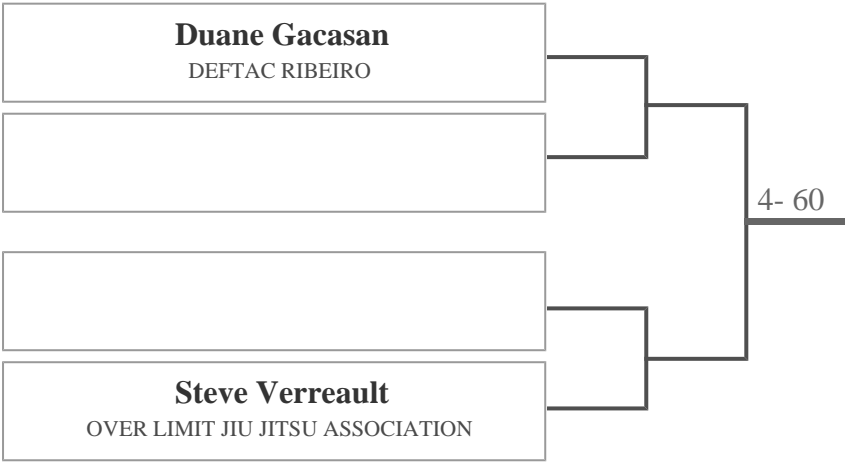 Duane Gacasan
DEFTAC RIBEIRO
4- 60
Steve Verreault
OVER LIMIT JIU JITSU ASSOCIATION